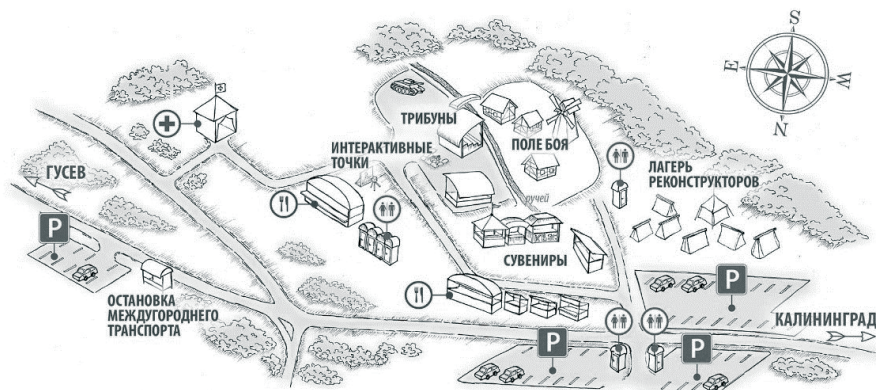 S
E
W
N
ТРИБУНЫ
ПОЛЕ БОЯ
ИНТЕРАКТИВНЫЕ
ТОЧКИ
ГУСЕВ
ЛАГЕРЬ
РЕКОНСТРУКТОРОВ
ручей
P
СУВЕНИРЫ
ОСТАНОВКА
МЕЖДУГОРОДНЕГО
ТРАНСПОРТА
P
КАЛИНИНГРАД
P
P